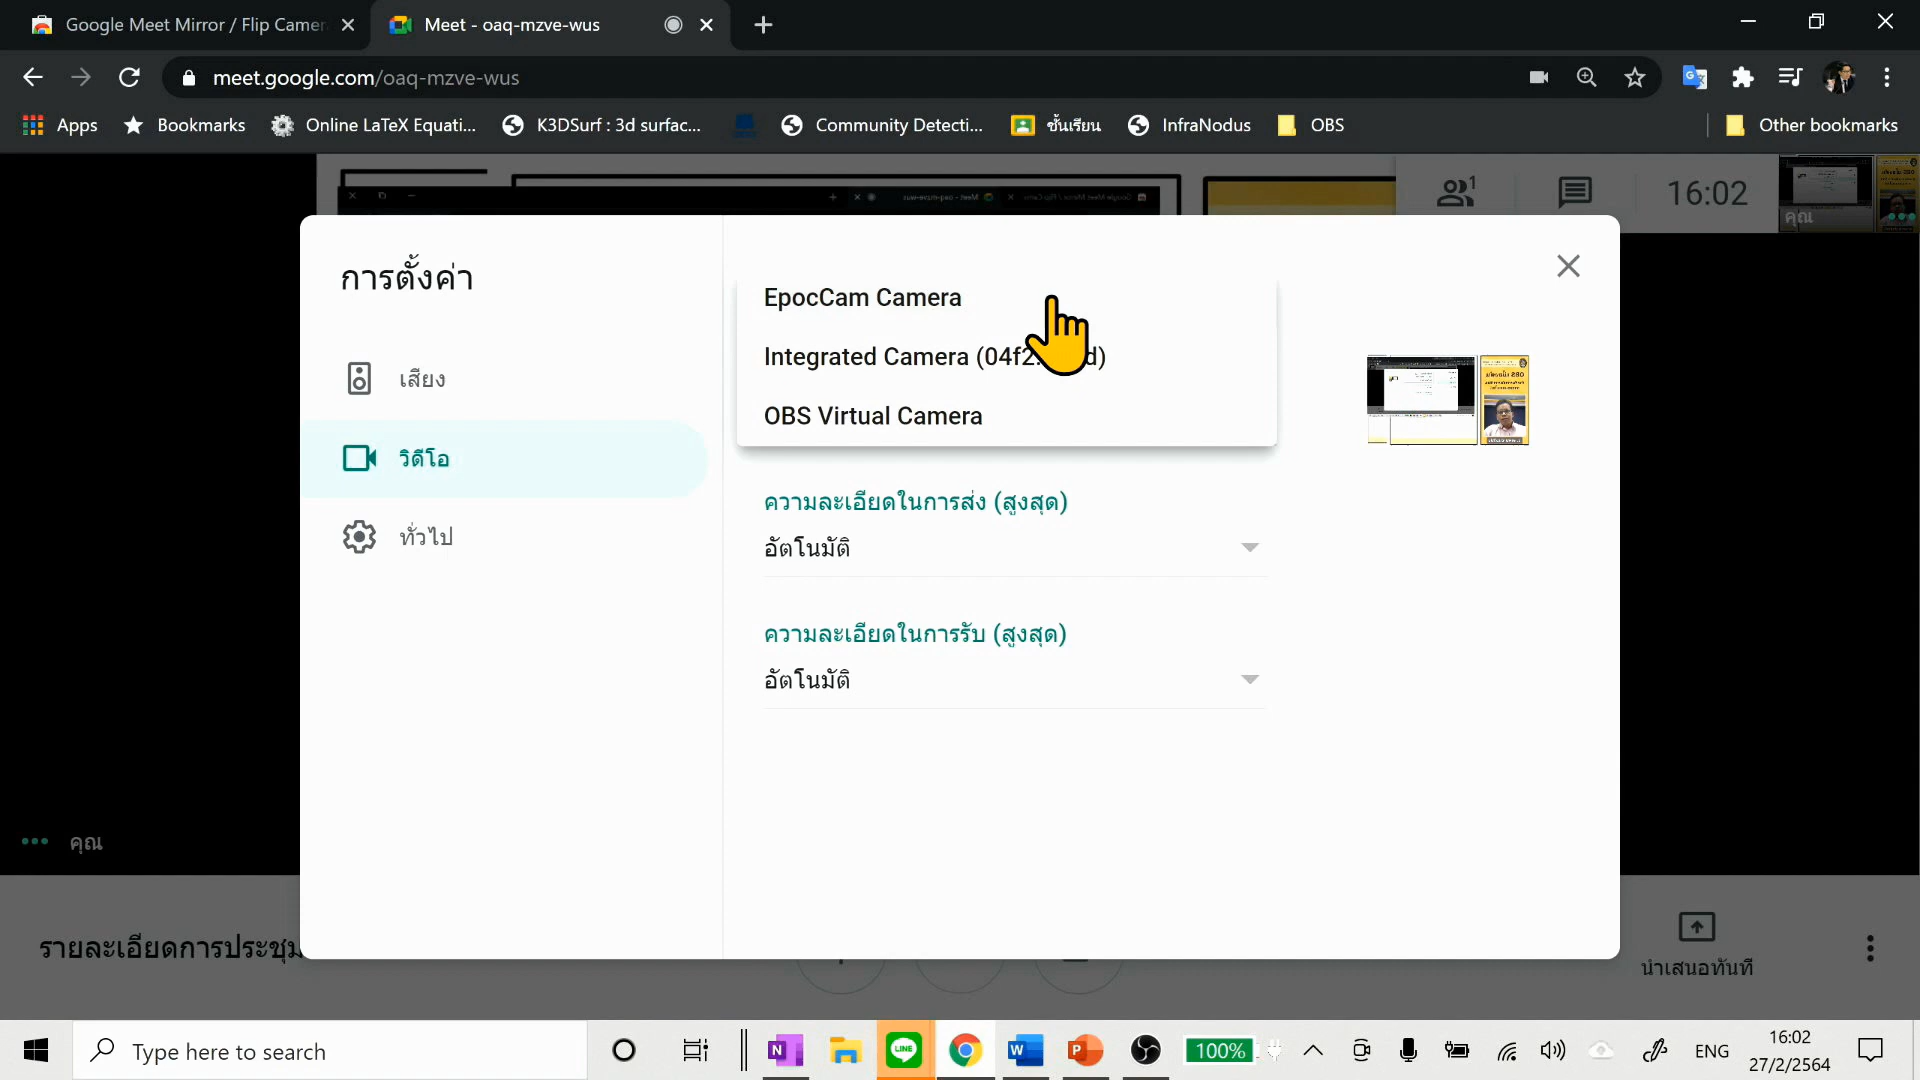 Google Meet Mirror / Flip Camer
Meet - oaq-mzve-wus
meet.google.com/oaq-mzve-wus
Apps
Bookmarks
Online LaTeX Equati...
K3DSurf : 3d surfac...
Community Detecti...
ชั้นเรียน
InfraNodus
OBS
Other bookmarks
1
16:02
คุณ
การตั้งค่า
เสียง
วิดีโอ
ทั่วไป
EpocCam Camera
Integrated Camera (04f2: d)
OBS Virtual Camera
ความละเอียดในการส่ง (สูงสุด)
อัตโนมัติ
ความละเอียดในการรับ (สูงสุด)
อัตโนมัติ
คุณ
รายละเอียดการประชุม
นำเสนอทันที
Type here to search
100%
ENG
16:02
27/2/2564